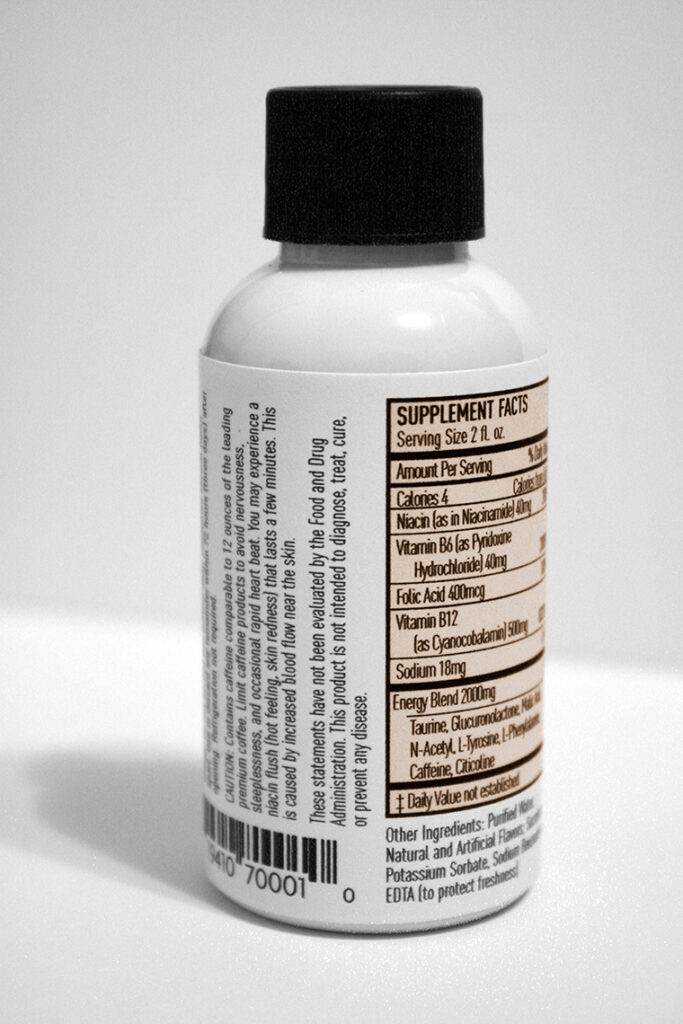 opening. Refrigeration not required.
CAUTION: Contains caffeine comparable to 12 ounces of the leading
premium coffee. Limit caffeine products to avoid nervousness,
sleeplessness, and occasional rapid heart beat. You may experience a
niacin flush (hot feeling, skin redness) that lasts a few minutes. This
is caused by increased blood flow near the skin.
These statements have not been evaluated by the Food and Drug
Administration. This product is not intended to diagnose, treat, cure,
or prevent any disease.
9410 70001 0
SUPPLEMENT FACTS
Serving Size 2 fl. oz.
Amount Per Serving
Calories 4 Calories from
Niacin (as in Niacinamide) 40mg
Vitamin B6 (as Pyridoxine
Hydrochloride) 40mg
Folic Acid 400mcg
Vitamin B12
(as Cyanocobalamin) 500mg
Sodium 18mg
Energy Blend 2000mg
Taurine, Glucuronolactone, Malic Acid,
N-Acetyl, L-Tyrosine, L-Phenylalanine,
Caffeine, Citicoline
‡ Daily Value not established
Other Ingredients: Purified Water,
Natural and Artificial Flavors,
Potassium Sorbate, Sodium
EDTA (to protect freshness)